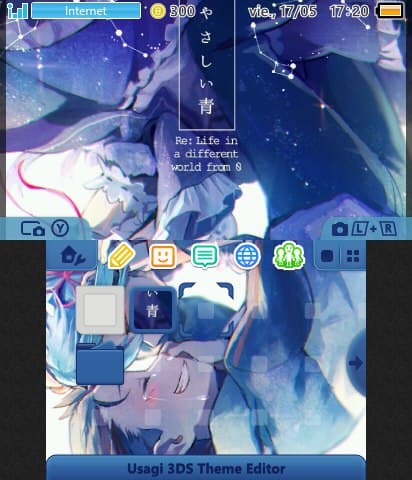 Internet
300
vie., 17/05
17:20
やさしい青
Re: Life in
a different
world from 0
Y
L+R
い
青
Usagi 3DS Theme Editor